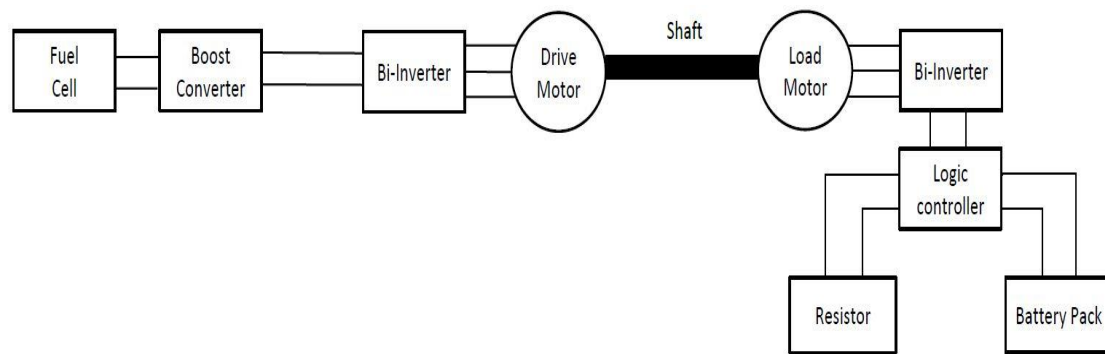 Fuel
Cell
Boost
Converter
Bi-Inverter
Drive
Motor
Shaft
Load
Motor
Bi-Inverter
Logic
controller
Resistor
Battery Pack